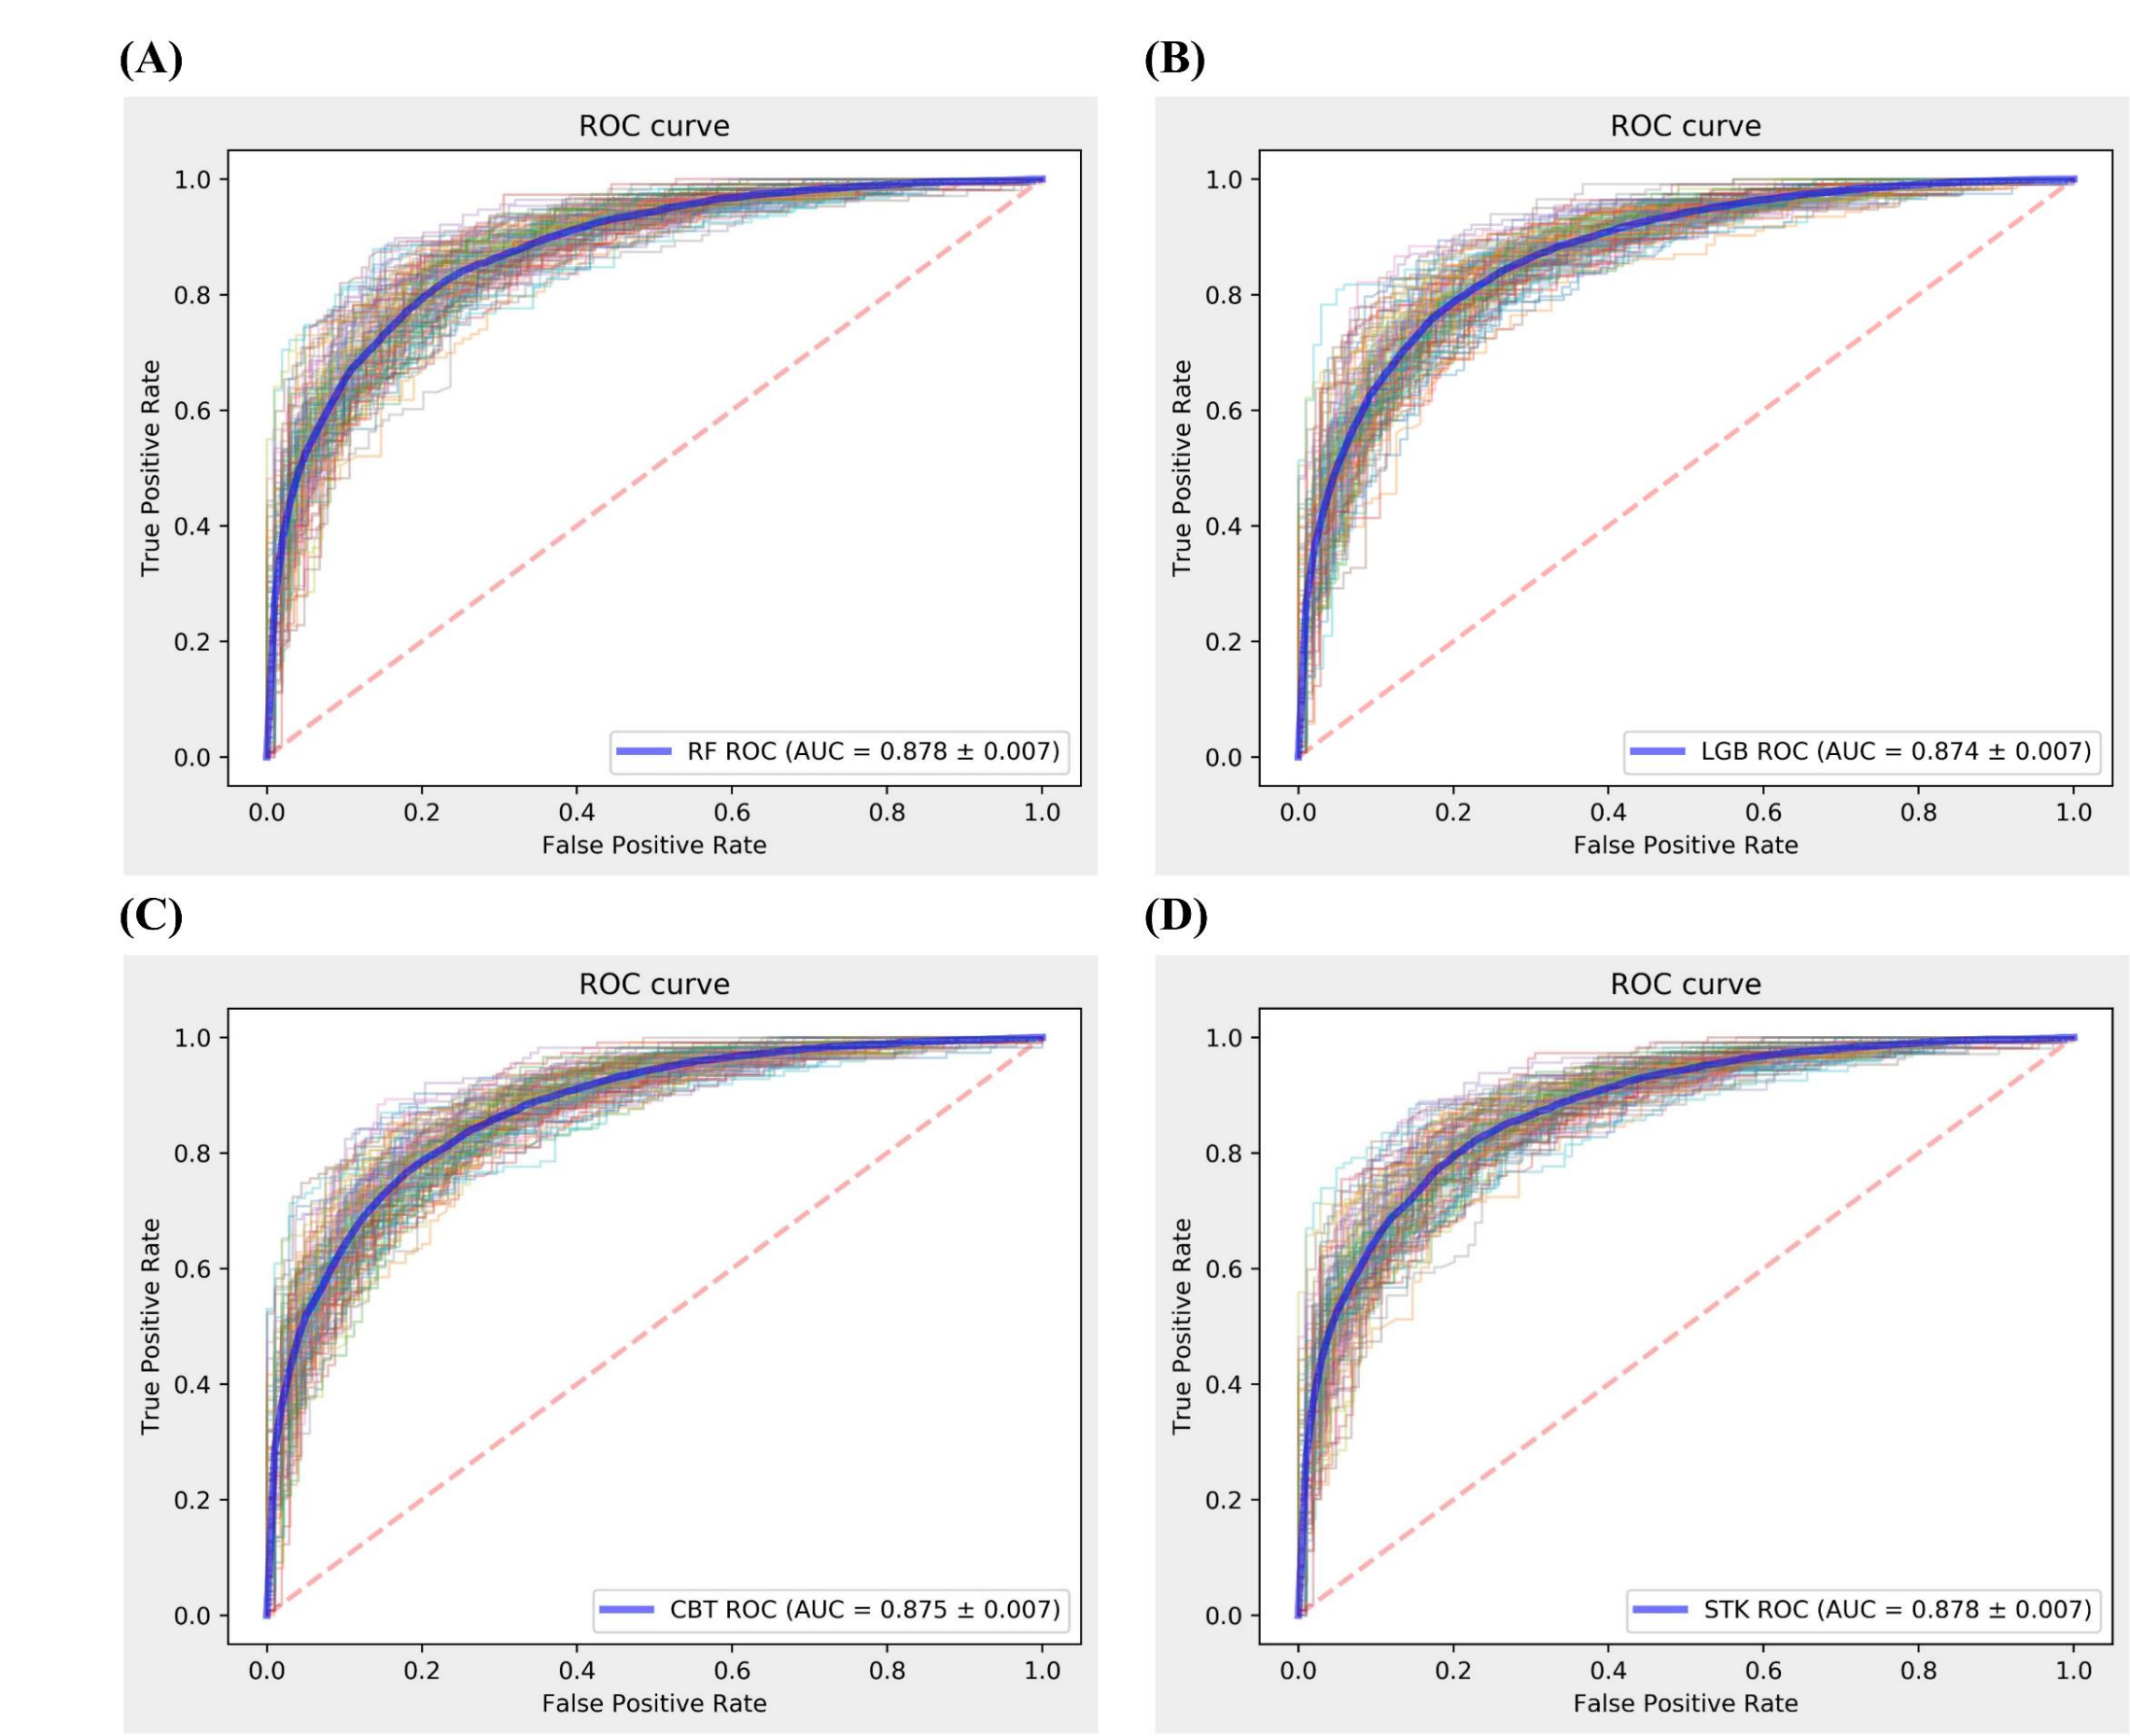 (A)
ROC curve
True Positive Rate
1.0
0.8
0.6
0.4
0.2
0.0
RF ROC (AUC = 0.878 ± 0.007)
0.0 0.2 0.4 0.6 0.8 1.0
False Positive Rate
(B)
ROC curve
True Positive Rate
1.0
0.8
0.6
0.4
0.2
0.0
LGB ROC (AUC = 0.874 ± 0.007)
0.0 0.2 0.4 0.6 0.8 1.0
False Positive Rate
(C)
ROC curve
True Positive Rate
1.0
0.8
0.6
0.4
0.2
0.0
CBT ROC (AUC = 0.875 ± 0.007)
0.0 0.2 0.4 0.6 0.8 1.0
False Positive Rate
(D)
ROC curve
True Positive Rate
1.0
0.8
0.6
0.4
0.2
0.0
STK ROC (AUC = 0.878 ± 0.007)
0.0 0.2 0.4 0.6 0.8 1.0
False Positive Rate